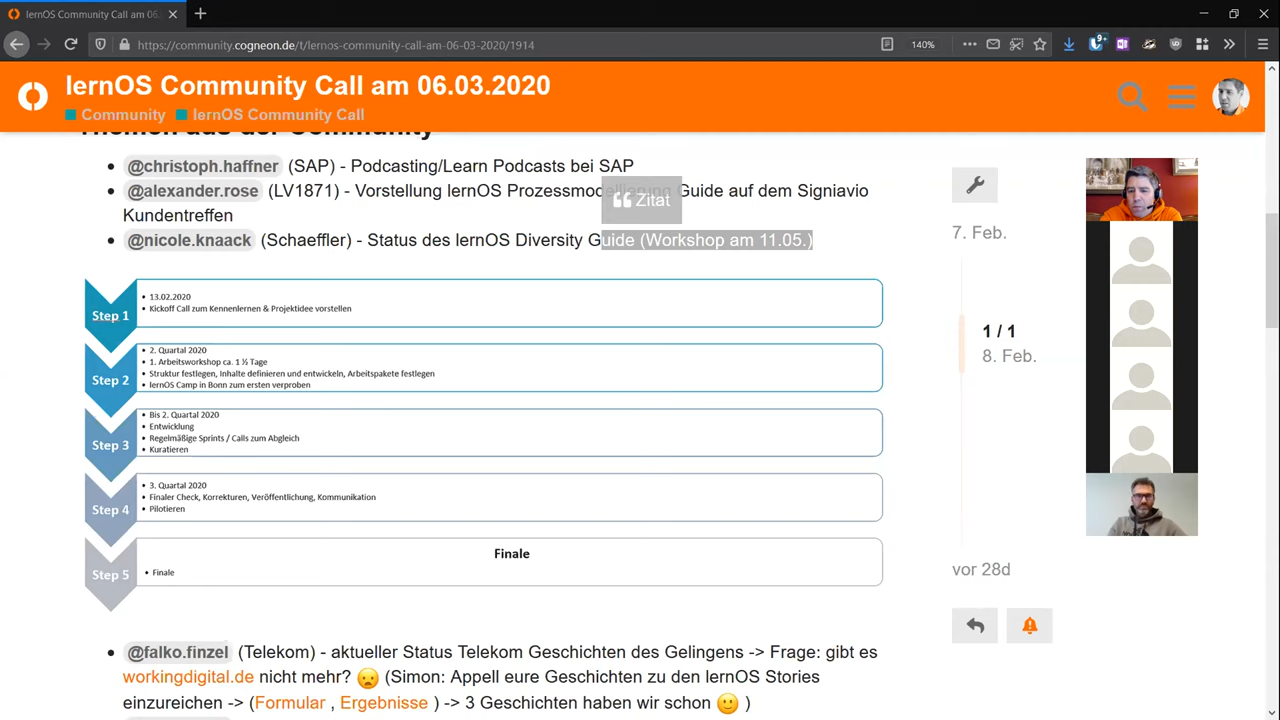 lernOS Community Call am 06.
https://community.cogneon.de/t/lernos-community-call-am-06-03-2020/1914
140%
9+
lernOS Community Call am 06.03.2020
Community lernOS Community Call
Themen aus der Community
@christoph.haffner (SAP) - Podcasting/Learn Podcasts bei SAP
@alexander.rose (LV1871) - Vorstellung lernOS Prozessmodellierung Guide auf dem Signiavio
Kundentreffen
Zitat
@nicole.knaack (Schaeffler) - Status des lernOS Diversity Guide (Workshop am 11.05.)
Step 1
• 13.02.2020
• Kickoff Call zum Kennenlernen & Projektidee vorstellen
Step 2
• 2. Quartal 2020
• 1. Arbeitsworkshop ca. 1 ½ Tage
• Struktur festlegen, Inhalte definieren und entwickeln, Arbeitspakete festlegen
• lernOS Camp in Bonn zum ersten verproben
Step 3
• Bis 2. Quartal 2020
• Entwicklung
• Regelmäßige Sprints / Calls zum Abgleich
• Kuratieren
Step 4
• 3. Quartal 2020
• Finaler Check, Korrekturen, Veröffentlichung, Kommunikation
• Pilotieren
Step 5
Finale
• Finale
@falko.finzel (Telekom) - aktueller Status Telekom Geschichten des Gelingens -> Frage: gibt es
workingdigital.de nicht mehr? (Simon: Appell eure Geschichten zu den lernOS Stories
einzureichen -> (Formular , Ergebnisse ) -> 3 Geschichten haben wir schon )
7. Feb.
1 / 1
8. Feb.
vor 28d